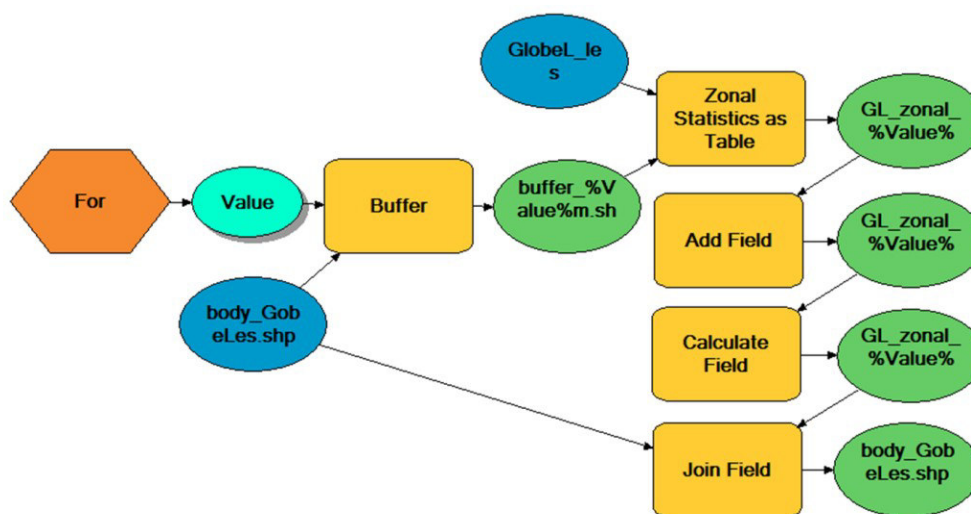 GlobeL_le
s
Zonal
Statistics as
Table
GL_zonal_
%Value%
For
Value
Buffer
buffer_%V
alue%m.sh
Add Field
GL_zonal_
%Value%
body_Gob
eLes.shp
Calculate
Field
GL_zonal_
%Value%
Join Field
body_Gob
eLes.shp